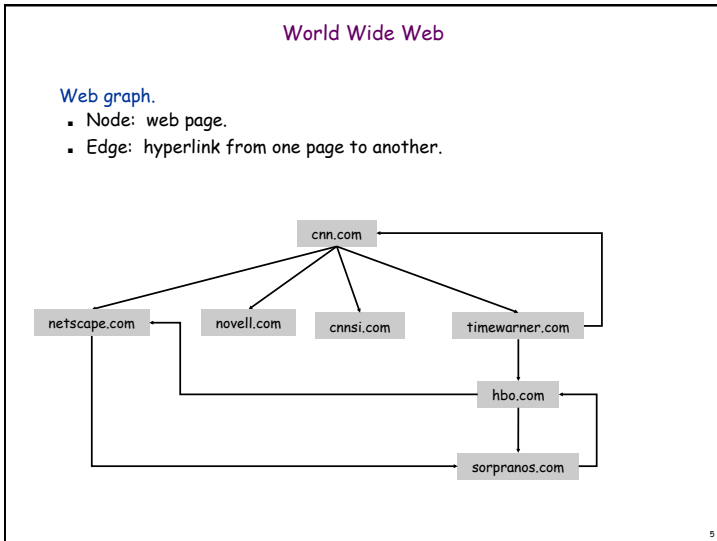 World Wide Web
Web graph.
▪ Node: web page.
▪ Edge: hyperlink from one page to another.
cnn.com
netscape.com
novell.com
cnnsi.com
timewarner.com
hbo.com
sorpranos.com
5